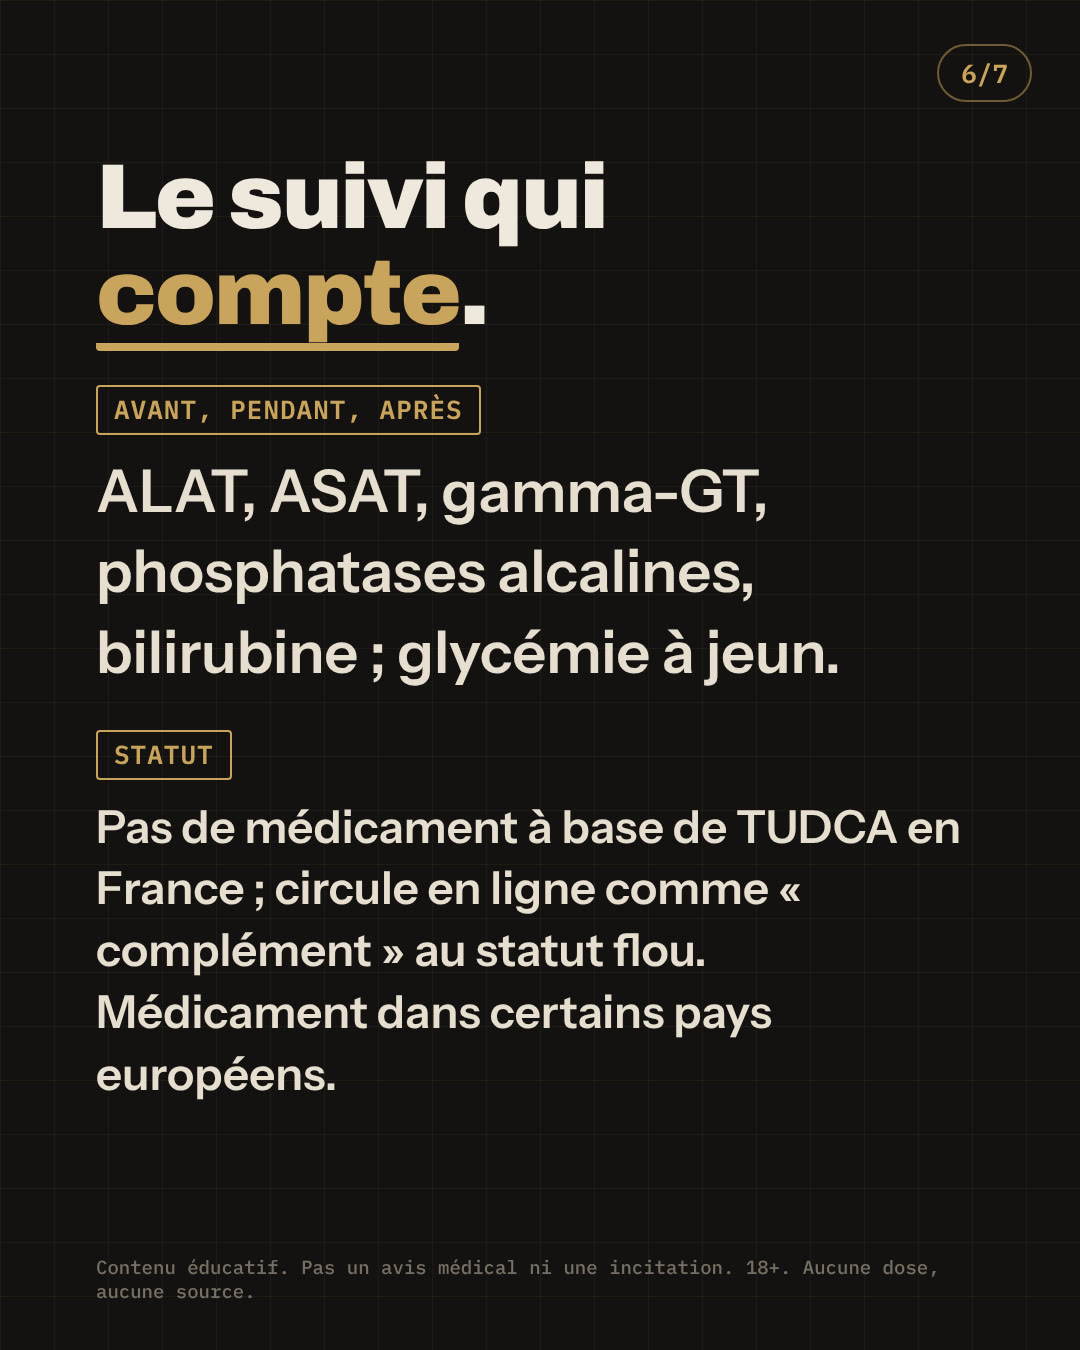 6/7
Le suivi qui
compte.
AVANT, PENDANT, APRÈS
ALAT, ASAT, gamma-GT,
phosphatases alcalines,
bilirubine ; glycémie à jeun.
STATUT
Pas de médicament à base de TUDCA en
France ; circule en ligne comme «
complément » au statut flou.
Médicament dans certains pays
européens.
Contenu éducatif. Pas un avis médical ni une incitation. 18+. Aucune dose,
aucune source.